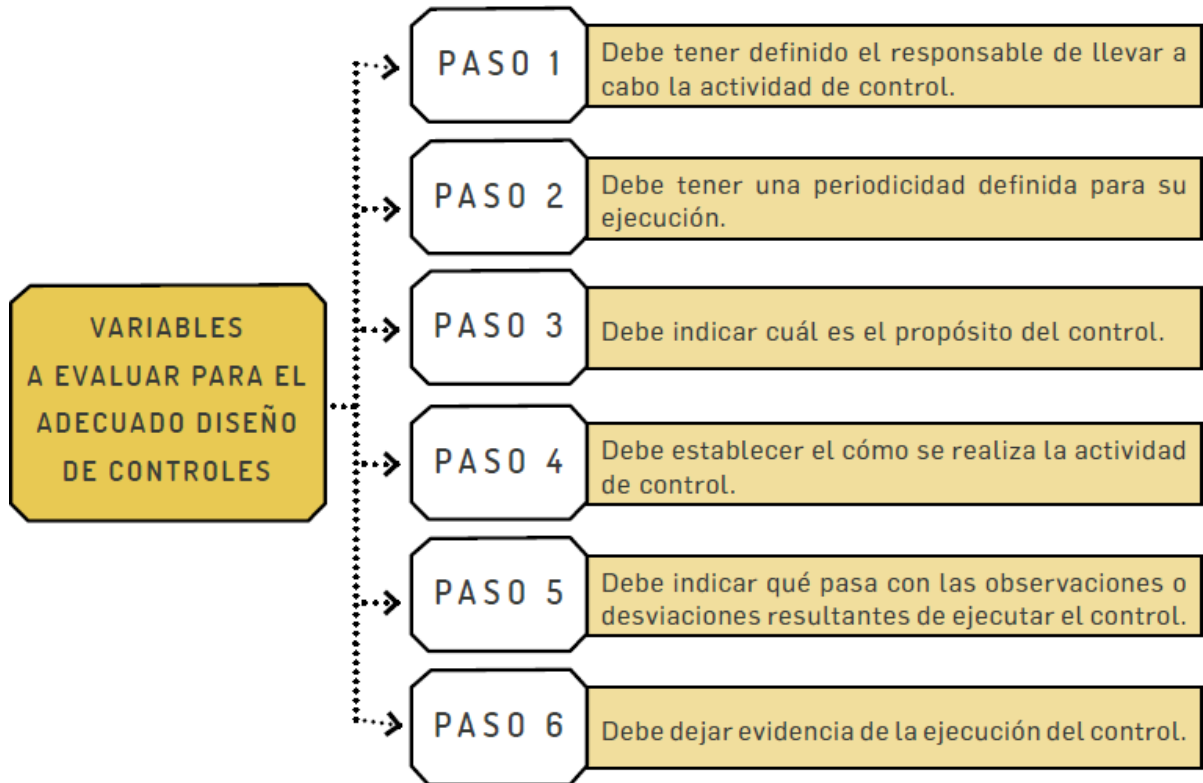 VARIABLES
A EVALUAR PARA EL
ADECUADO DISEÑO
DE CONTROLES
PASO 1
Debe tener definido el responsable de llevar a
cabo la actividad de control.
PASO 2
Debe tener una periodicidad definida para su
ejecución.
PASO 3
Debe indicar cuál es el propósito del control.
PASO 4
Debe establecer el cómo se realiza la actividad
de control.
PASO 5
Debe indicar qué pasa con las observaciones o
desviaciones resultantes de ejecutar el control.
PASO 6
Debe dejar evidencia de la ejecución del control.